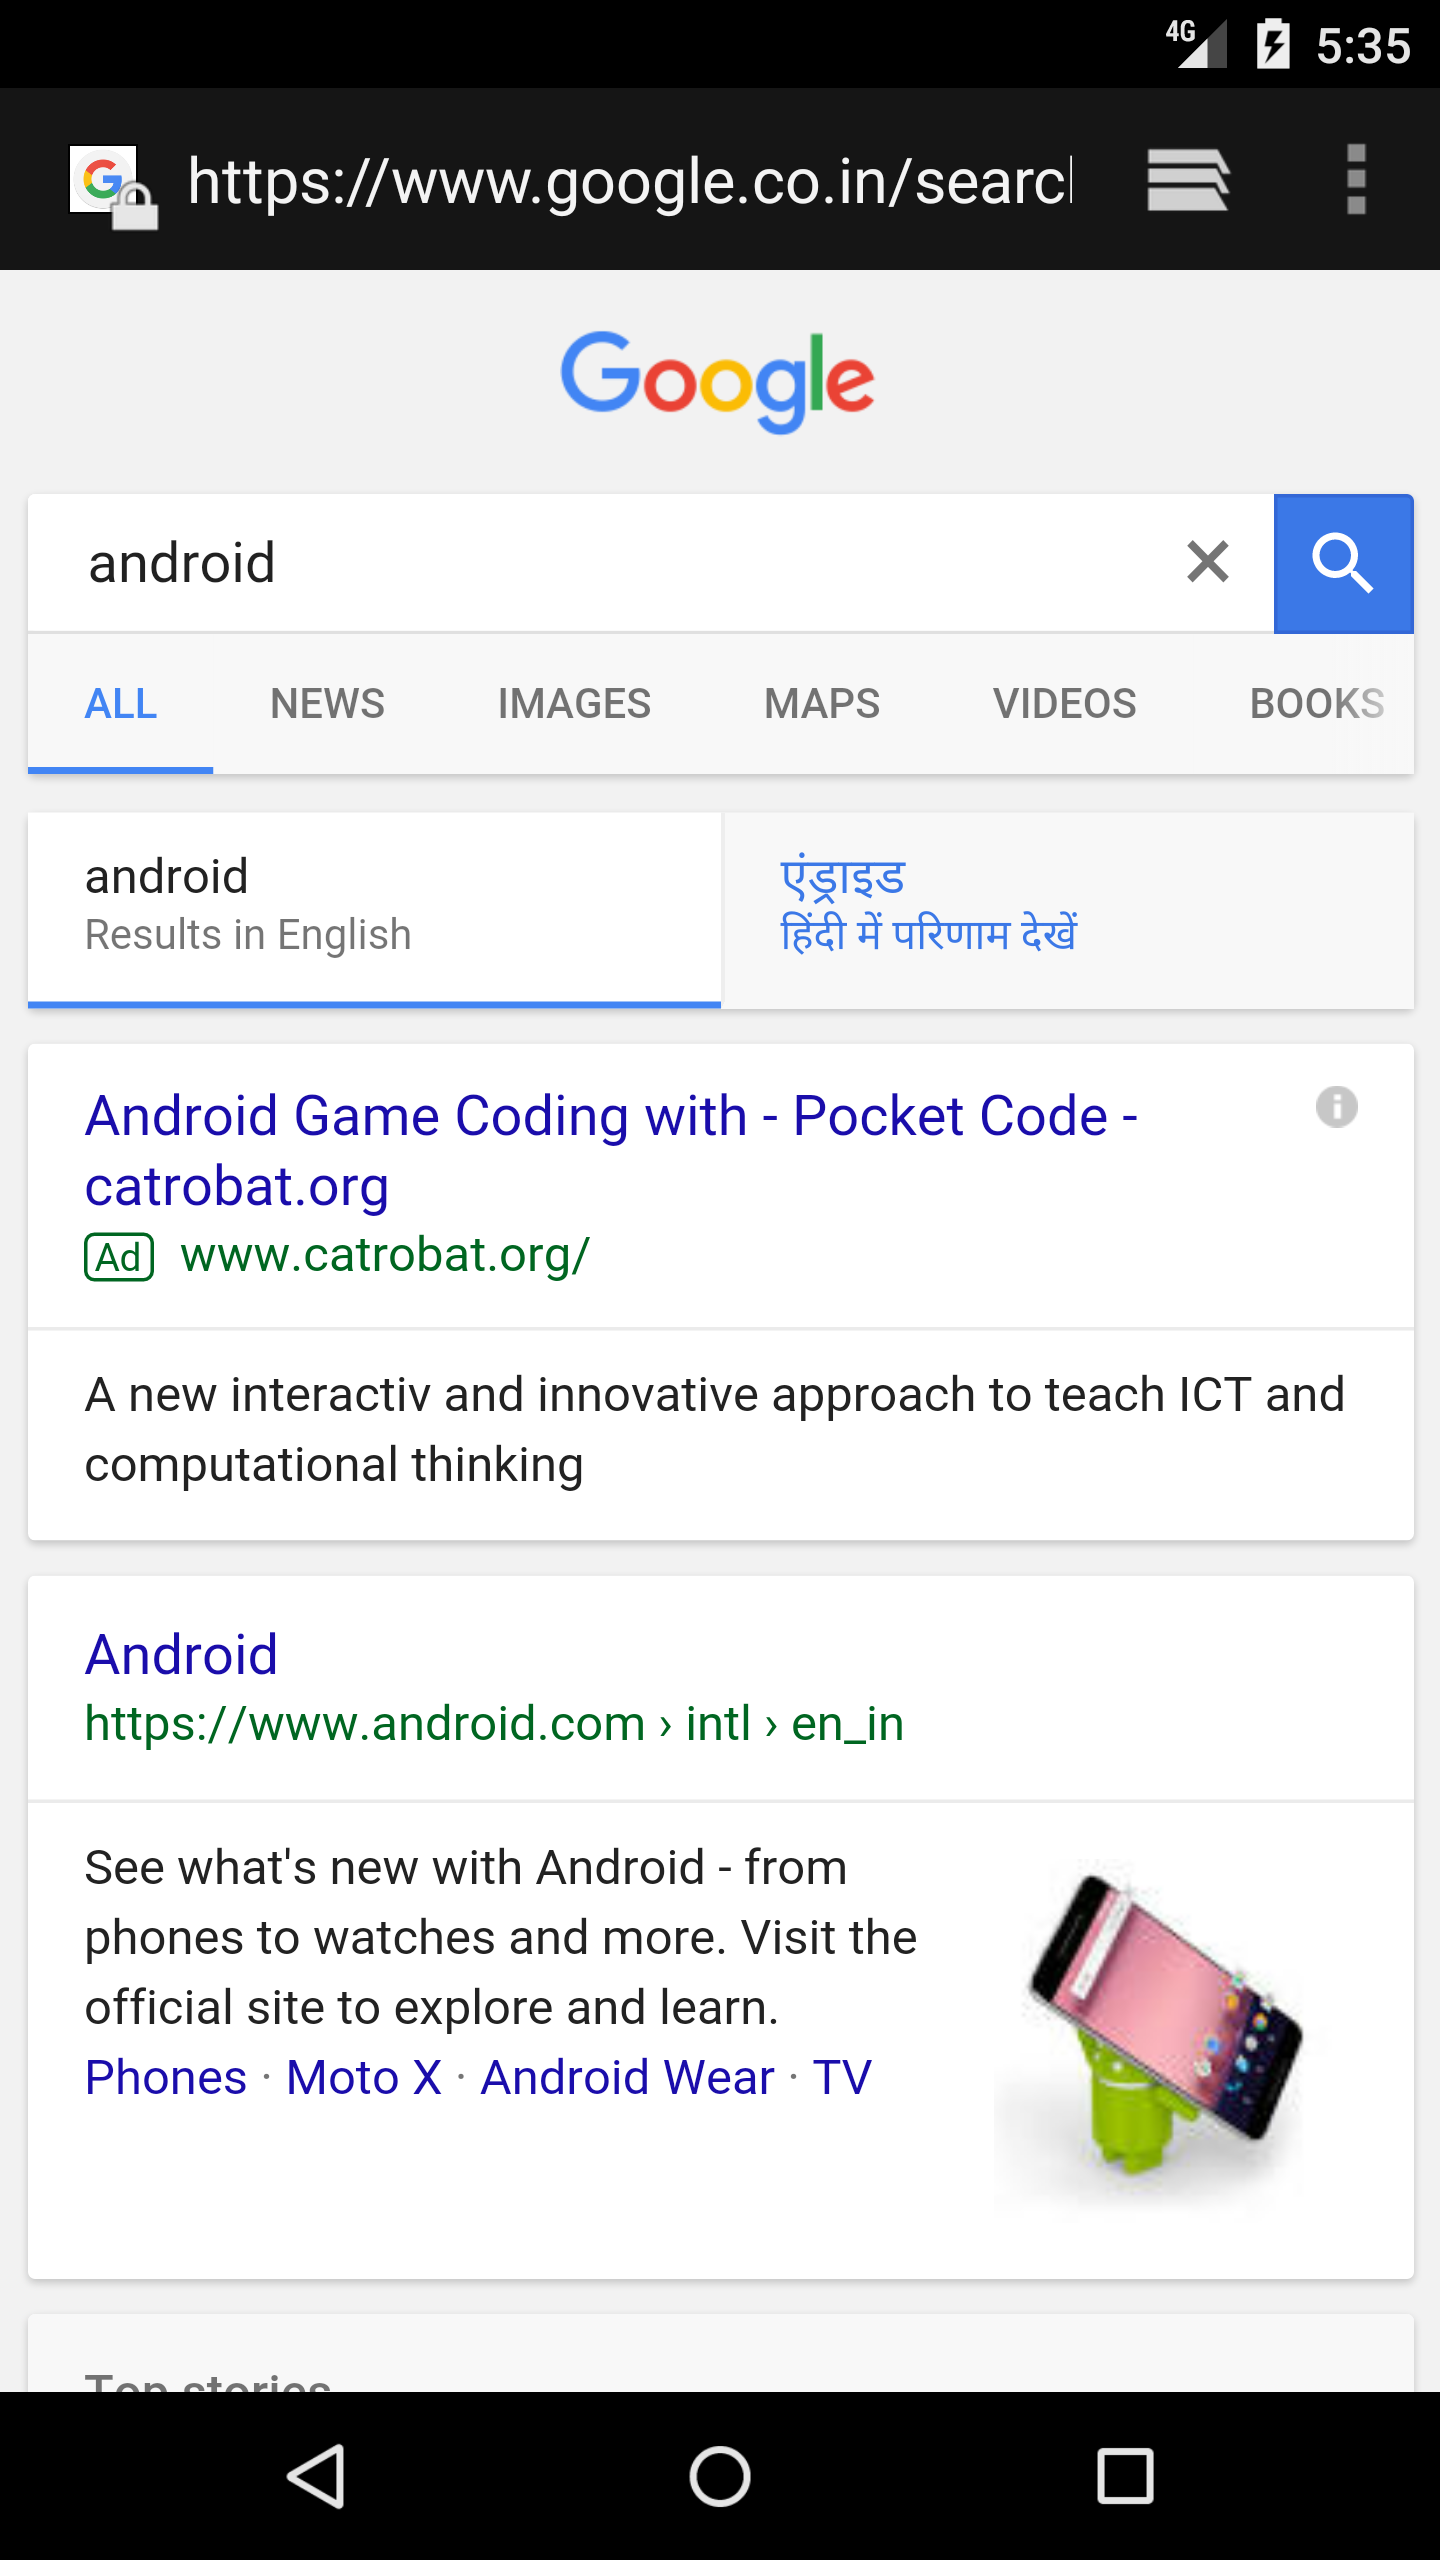 4G 5:35
https://www.google.co.in/searc
Google
android
ALL NEWS IMAGES MAPS VIDEOS BOOKS
android
Results in English
एंड्राइड
हिंदी में परिणाम देखें
Android Game Coding with - Pocket Code -
catrobat.org
Ad www.catrobat.org/
A new interactiv and innovative approach to teach ICT and
computational thinking
Android
https://www.android.com › intl › en_in
See what's new with Android - from
phones to watches and more. Visit the
official site to explore and learn.
Phones · Moto X · Android Wear · TV
Top stories